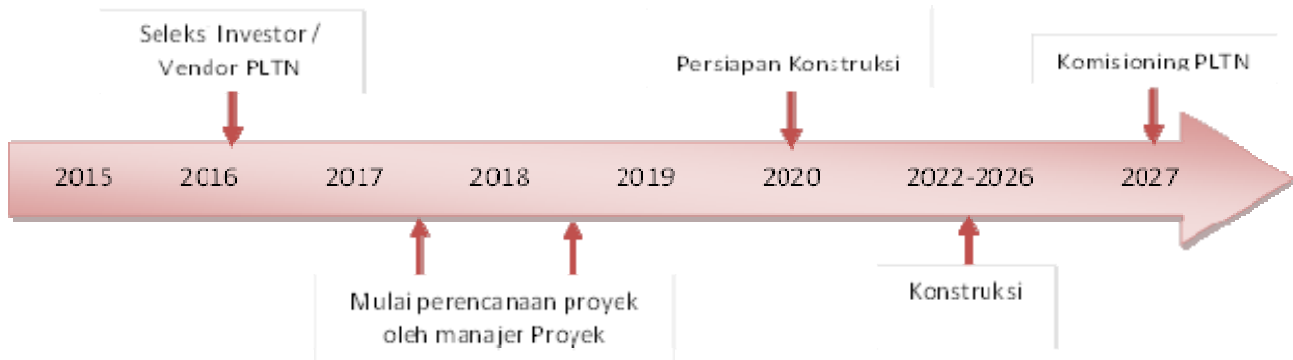 Seleksi Investor /
Vendor PLTN
Persiapan Konstruksi
Komisioning PLTN
2015 2016 2017 2018 2019 2020 2022-2026 2027
Mulai perencanaan proyek
oleh manajer Proyek
Konstruksi